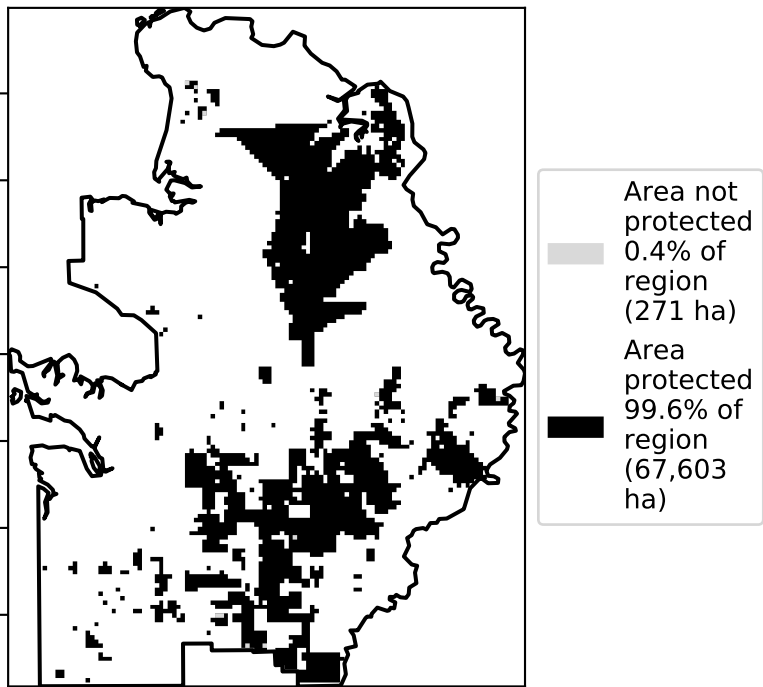 Area not
protected
0.4% of
region
(271 ha)
Area
protected
99.6% of
region
(67,603
ha)